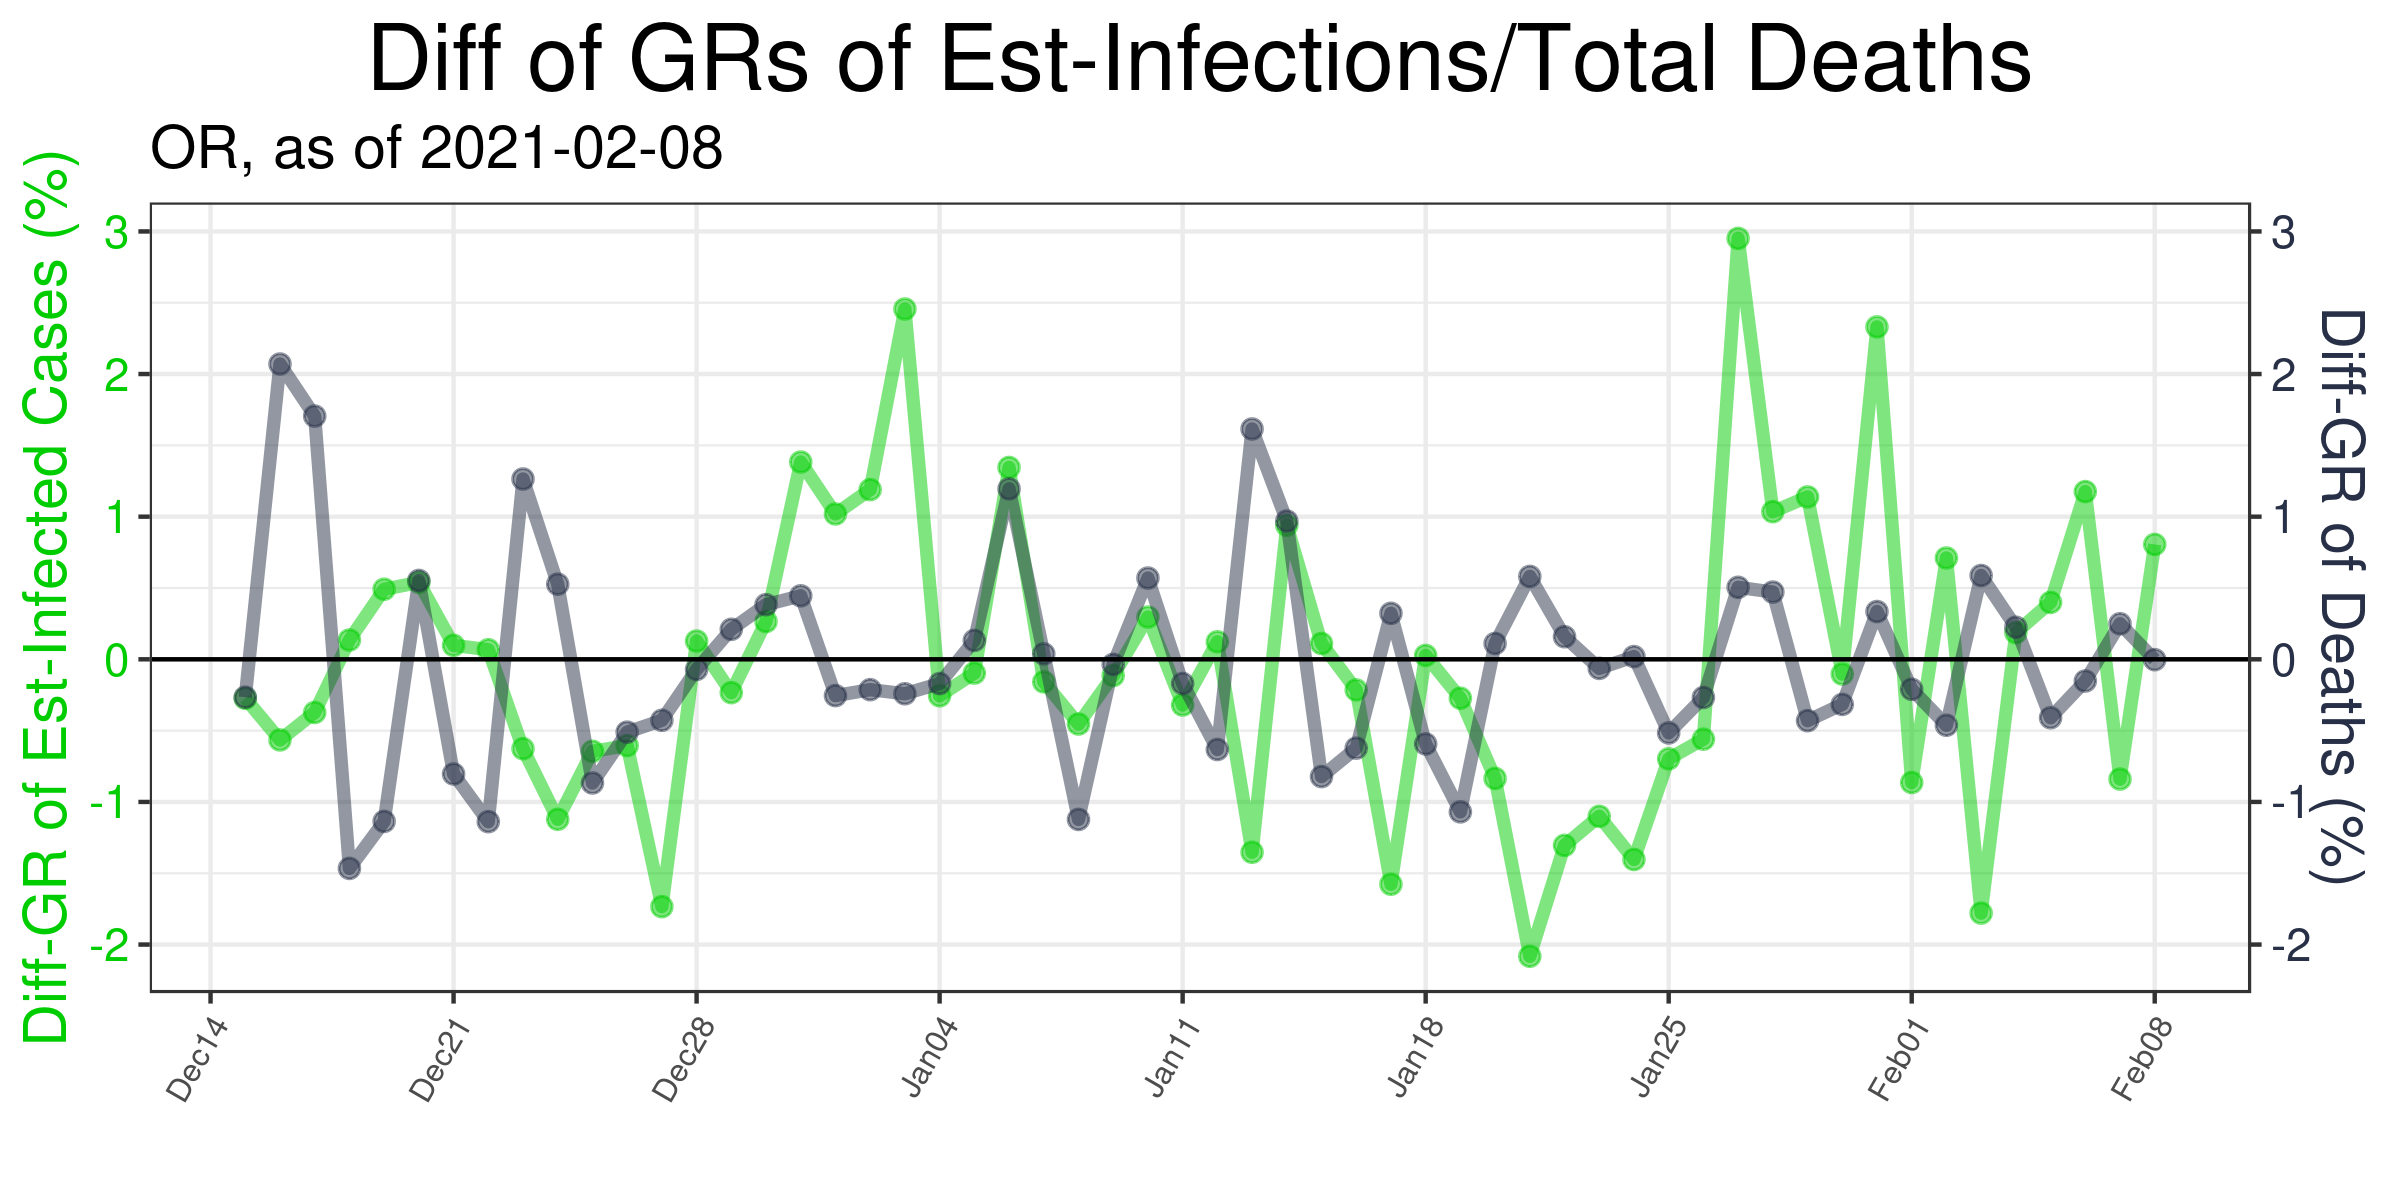 Diff of GRs of Est-Infections/Total Deaths
OR, as of 2021-02-08
Diff-GR of Est-Infected Cases (%)
3
2
1
0
-1
-2
3
2
1
0
-1
-2
Diff-GR of Deaths (%)
Dec14
Dec21
Dec28
Jan04
Jan11
Jan18
Jan25
Feb01
Feb08